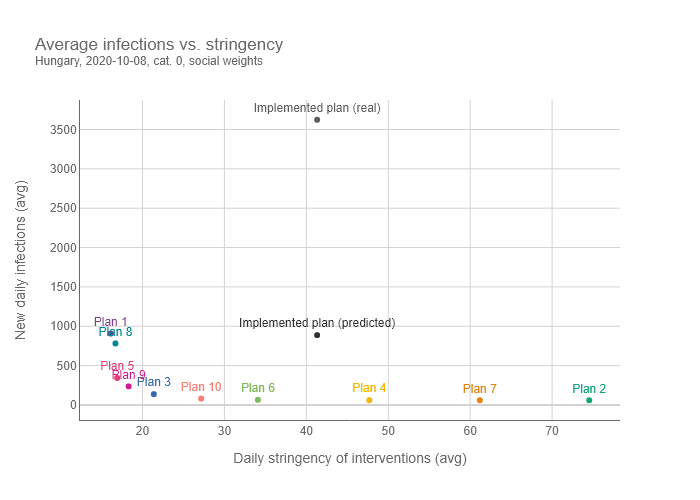 Average infections vs. stringency
Hungary, 2020-10-08, cat. 0, social weights
Implemented plan (real)
3500
3000
2500
2000
1500
1000
500
0
New daily infections (avg)
Plan 1
Plan 8
Implemented plan (predicted)
Plan 5
Plan 9
Plan 3
Plan 10
Plan 6
Plan 4
Plan 7
Plan 2
20
30
40
50
60
70
Daily stringency of interventions (avg)